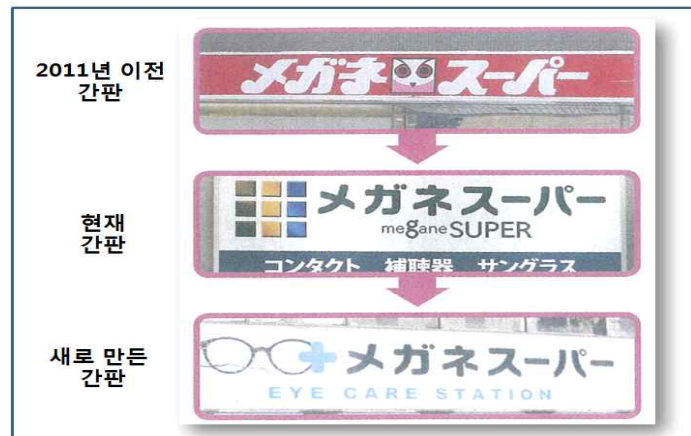 2011년 이전
간판
メガネスーパー
현재
간판
メガネスーパー
meganeSUPER
コンタクト 補聴器 サングラス
새로 만든
간판
メガネスーパー
EYE CARE STATION